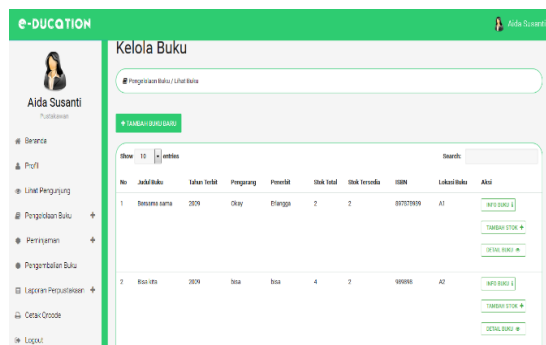 e-DUCATION
Aida Susanti
Aida Susanti
Pustakawan
Beranda
Profil
Lihat Pengunjung
Pengelolaan Buku +
Peminjaman +
Pengembalian Buku
Laporan Perpustakaan +
Cetak Qrcode
Logout
Kelola Buku
Pengelolaan Buku / Lihat Buku
+ TAMBAH BUKU BARU
Show 10 entries Search:
No Judul Buku Tahun Terbit Pengarang Penerbit Stok Total Stok Tersedia ISBN Lokasi Buku Aksi
1 Bersama sama 2009 Okay Erlangga 2 2 897878939 A1 INFO BUKU i
TAMBAH STOK +
DETAIL BUKU
2 Bisa kita 2009 bisa bisa 4 2 989898 A2 INFO BUKU i
TAMBAH STOK +
DETAIL BUKU